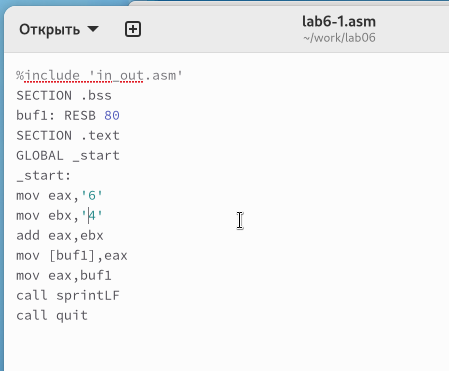 Открыть
lab6-1.asm
~/work/lab06
%include 'in_out.asm'
SECTION .bss
buf1: RESB 80
SECTION .text
GLOBAL _start
_start:
mov eax,'6'
mov ebx,'4'
add eax,ebx
mov [buf1],eax
mov eax,buf1
call sprintLF
call quit